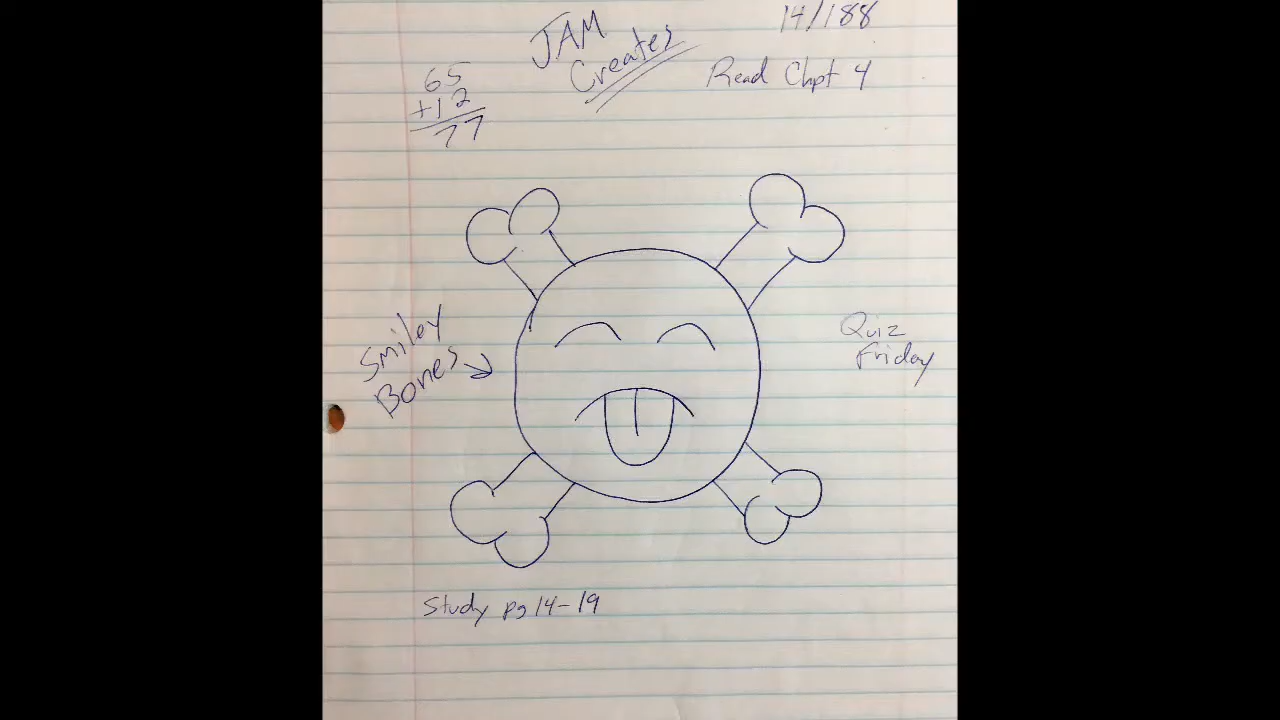 JAM
Creates
14/188
Read Chpt 4
65
+12
77
Smiley
Bones
Quiz
Friday
Study pg 14-19